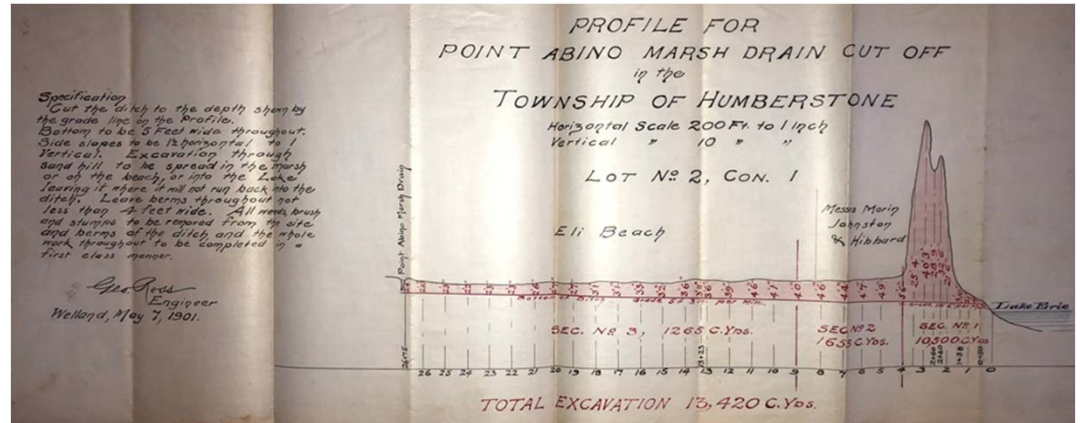 PROFILE FOR
POINT ABINO MARSH DRAIN CUT OFF
in the
TOWNSHIP OF HUMBERSTONE
Horizontal Scale 200 Ft. to 1 Inch
Vertical " 10 " "
LOT Nº 2, CON. 1
Specification
Cut the ditch to the depth shown by
the grade line on the Profile.
Bottom to be 5 Feet wide throughout.
Side slopes to be 1½ horizontal to 1
Vertical. Excavation through
sand hill to be spread in the marsh
or on the beach, or into the Lake
leaving it where it will not run back into the
ditch. Leave berms throughout not
less than 4 feet wide. All weeds, brush
and stumps to be removed from the site
and berms of the ditch and the whole
work throughout to be completed in a
first class manner.
Geo. Ross
Engineer
Welland, May 7, 1901.
Point Abino Marsh Drain
Eli Beach
Messrs Morin
Johnston
& Hibbard
Lake Erie
SEC. Nº 3, 1265 C.Yds.
SEC Nº 2
1655 C.Yds.
SEC. Nº 1
10500 C.Yds
26 25 24 23 22 21 20 19 18 17 16 15 14 13 12 11 10 9 8 7 6 5 4 3 2 1 0
TOTAL EXCAVATION 13,420 C.Yds.